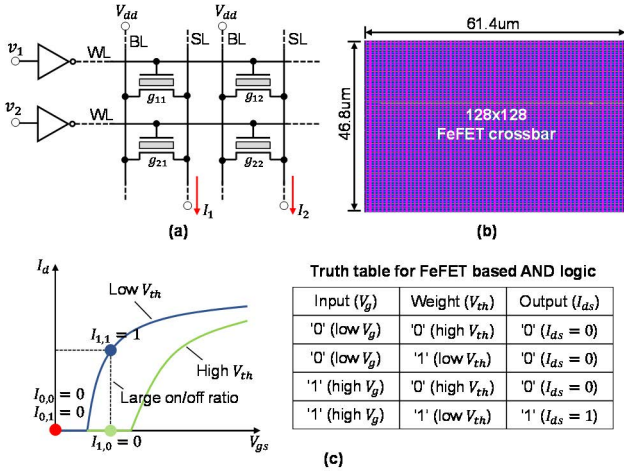 V_dd V_dd
BL SL BL SL
v_1 WL
g_11 g_12
v_2 WL
g_21 g_22
I_1 I_2
(a)
61.4um
46.8um
128x128
FeFET crossbar
(b)
I_d
Low V_th
I_1,1 = 1
High V_th
Large on/off ratio
I_0,0 = 0
I_0,1 = 0
I_1,0 = 0
V_gs
Truth table for FeFET based AND logic
Input (V_g) Weight (V_th) Output (I_ds)
'0' (low V_g) '0' (high V_th) '0' (I_ds = 0)
'0' (low V_g) '1' (low V_th) '0' (I_ds = 0)
'1' (high V_g) '0' (high V_th) '0' (I_ds = 0)
'1' (high V_g) '1' (low V_th) '1' (I_ds = 1)
(c)